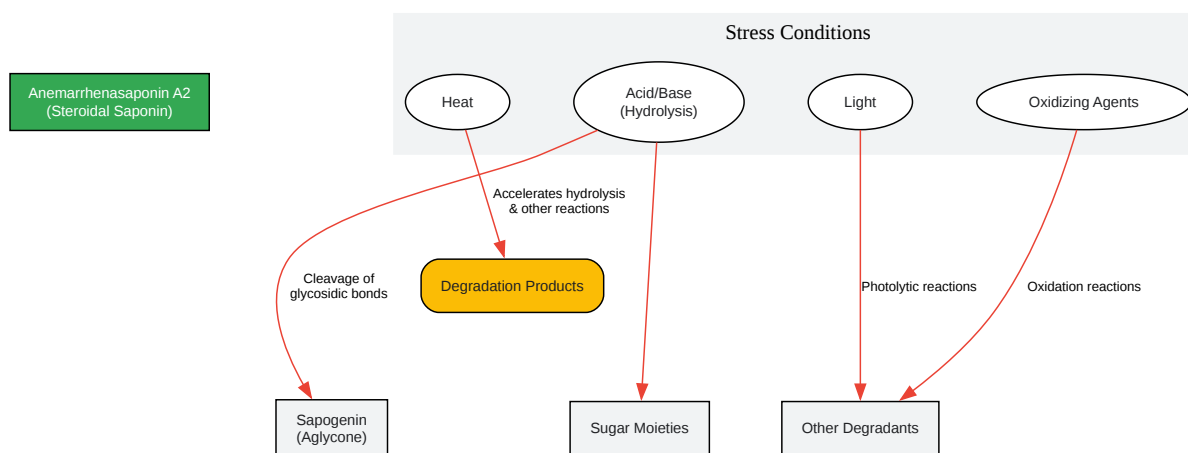 Stress Conditions
Anemarrhenasaponin A2
(Steroidal Saponin)
Heat
Acid/Base
(Hydrolysis)
Light
Oxidizing Agents
Accelerates hydrolysis
& other reactions
Cleavage of
glycosidic bonds
Degradation Products
Photolytic reactions
Oxidation reactions
Sapogenin
(Aglycone)
Sugar Moieties
Other Degradants